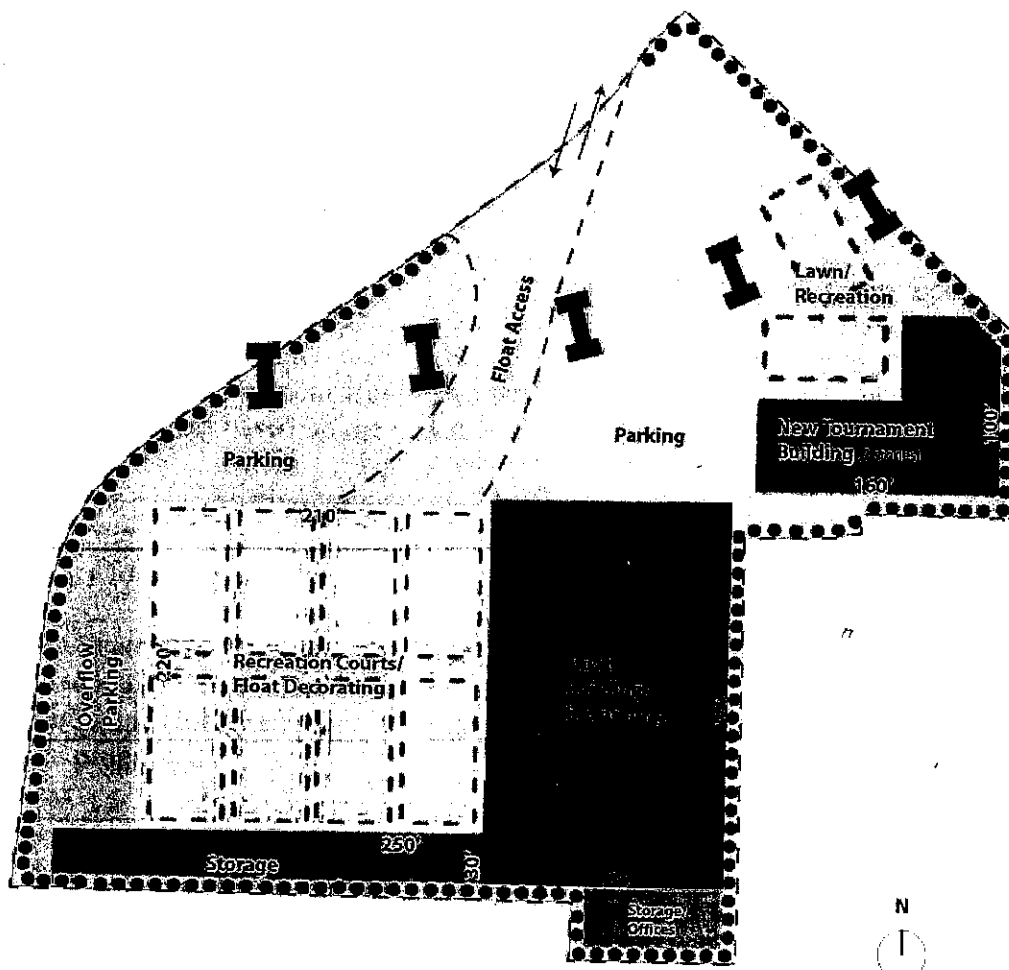 Lawn/
Recreation
Float Access
New Tournament
Building
100'
160'
Parking
Parking
210'
Overflow
Parking
220'
Recreation Courts/
Float Decorating
250'
30'
Storage
Storage/
Offices
N